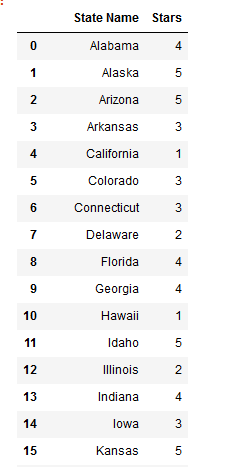 State Name Stars
0 Alabama 4
1 Alaska 5
2 Arizona 5
3 Arkansas 3
4 California 1
5 Colorado 3
6 Connecticut 3
7 Delaware 2
8 Florida 4
9 Georgia 4
10 Hawaii 1
11 Idaho 5
12 Illinois 2
13 Indiana 4
14 Iowa 3
15 Kansas 5